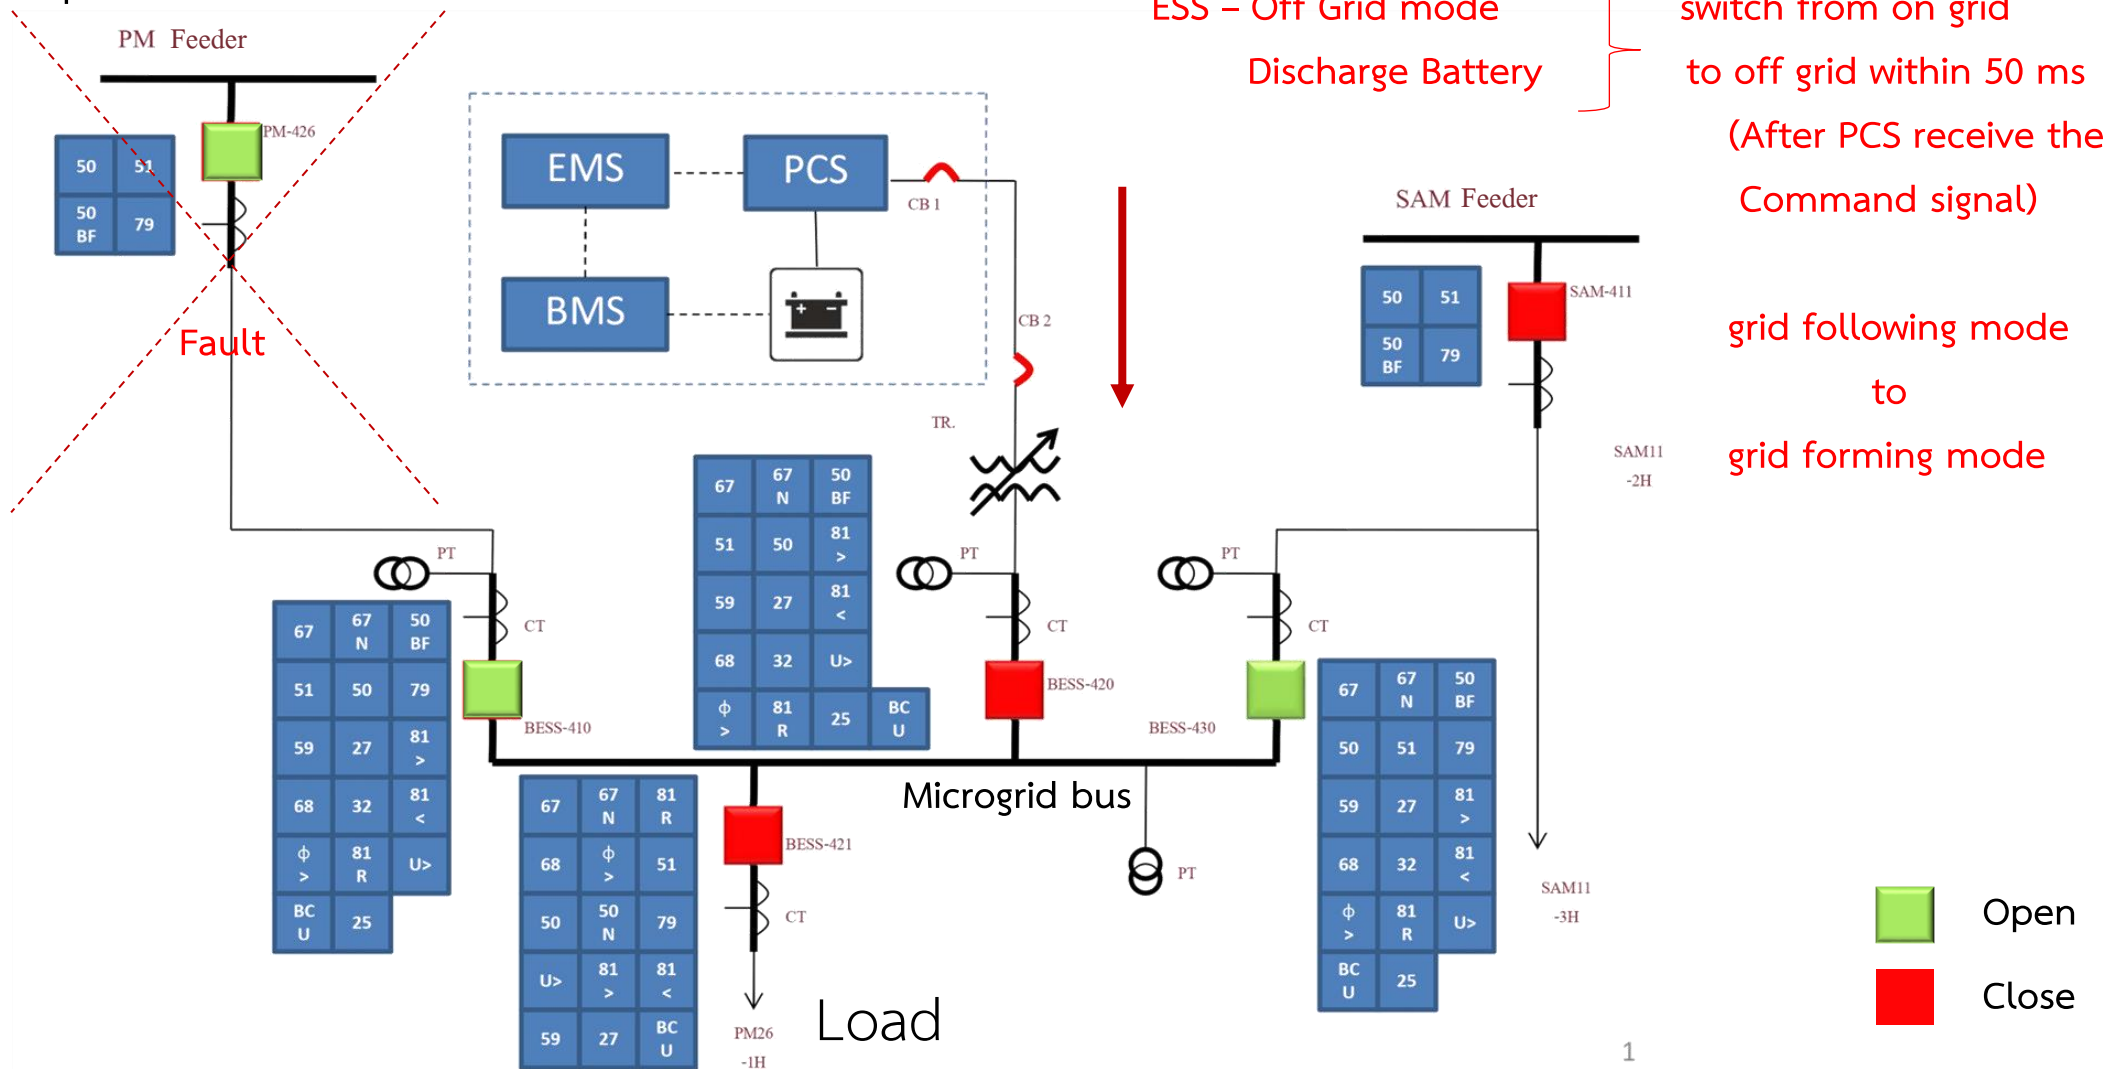 ESS – Off Grid mode
Discharge Battery
switch from on grid
to off grid within 50 ms
(After PCS receive the
Command signal)
grid following mode
to
grid forming mode
PM Feeder
PM-426
50 51
50 BF 79
Fault
EMS
PCS
BMS
+ −
CB 1
CB 2
TR.
SAM Feeder
SAM-411
50 51
50 BF 79
SAM11
-2H
PT
CT
BESS-410
67 67 N 50 BF
51 50 79
59 27 81 >
68 32 81 <
ϕ > 81 R U>
BC U 25
67 67 N 50 BF
51 50 81 >
59 27 81 <
68 32 U>
ϕ > 81 R 25 BC U
PT
CT
BESS-420
PT
CT
BESS-430
67 67 N 50 BF
50 51 79
59 27 81 >
68 32 81 <
ϕ > 81 R U>
BC U 25
Microgrid bus
67 67 N 81 R
68 ϕ > 51
50 50 N 79
U> 81 > 81 <
59 27 BC U
BESS-421
CT
PM26
-1H
Load
PT
SAM11
-3H
Open
Close
1